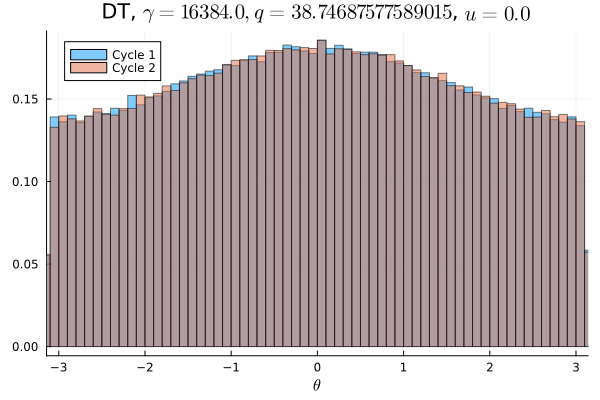 DT, γ = 16384.0, q = 38.74687577589015, u = 0.0
Cycle 1
Cycle 2
0.15
0.10
0.05
0.00
−3 −2 −1 0 1 2 3
θ